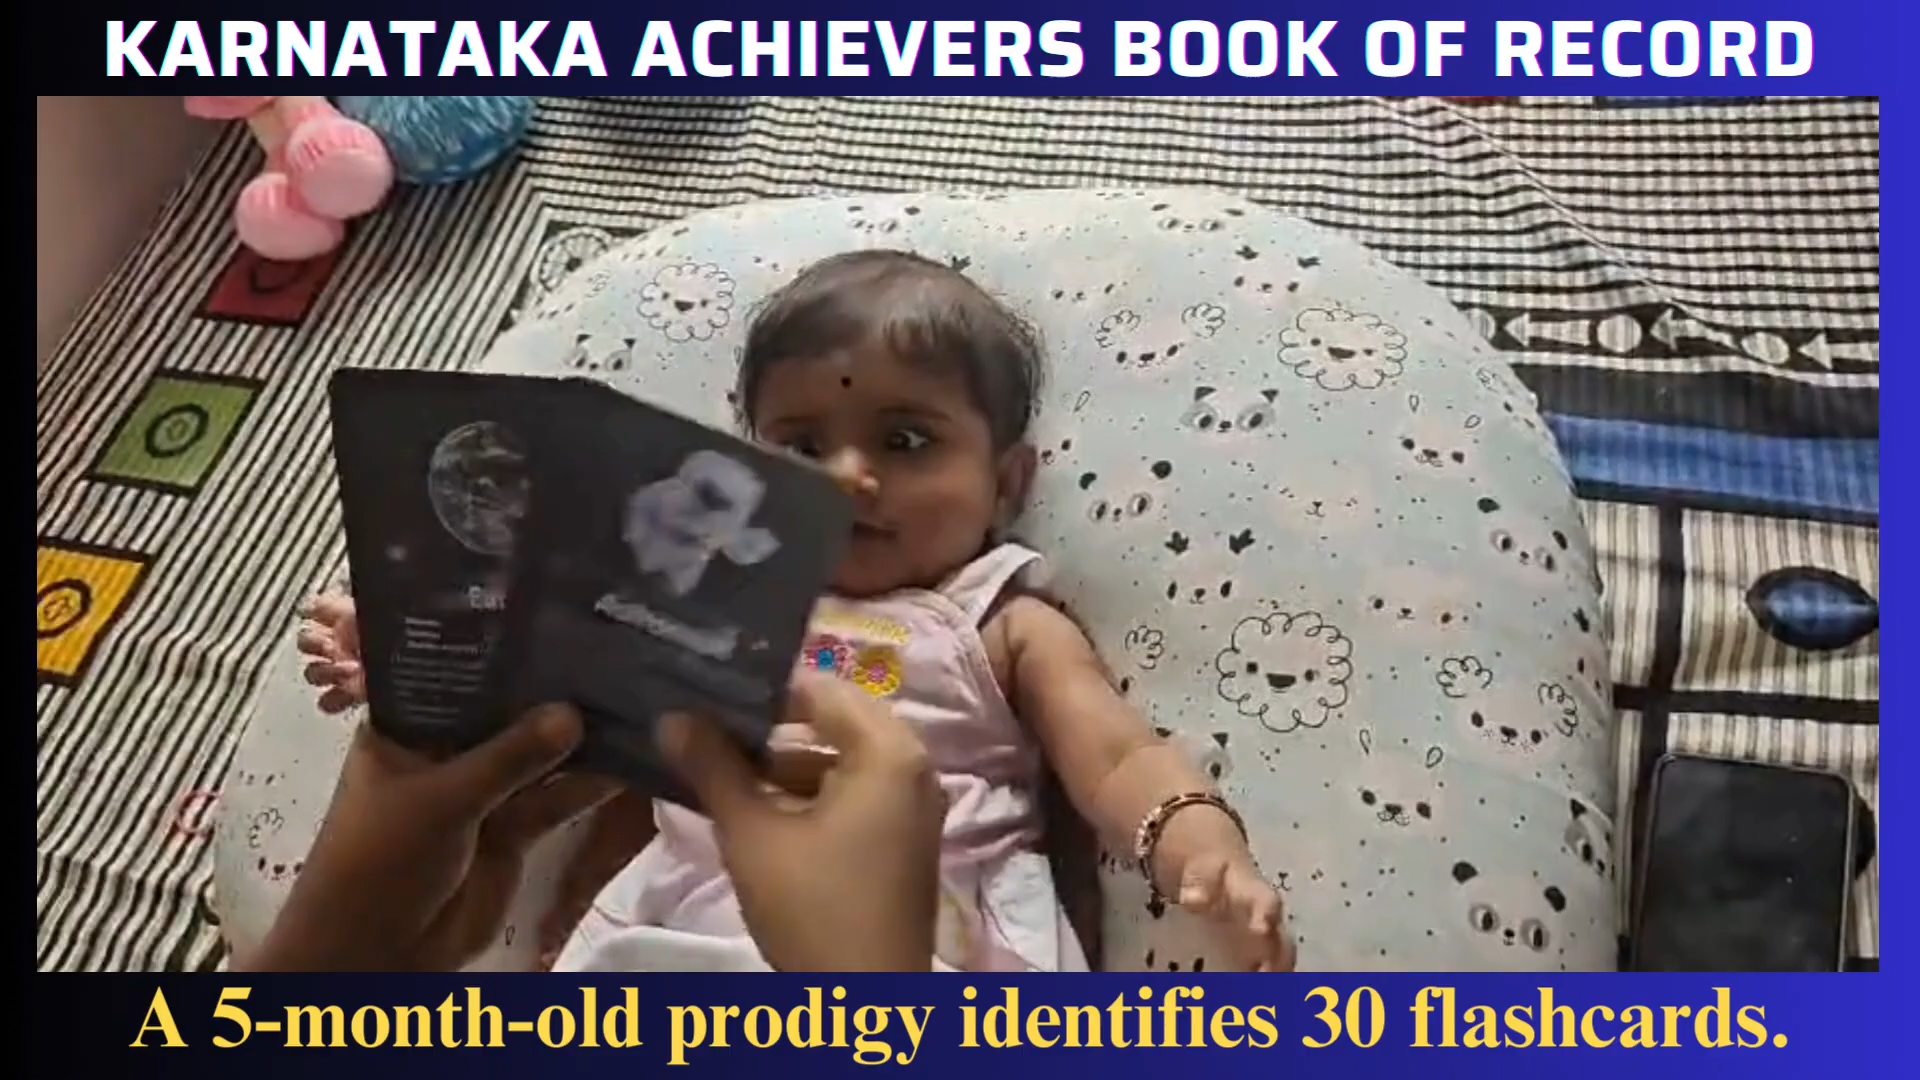 KARNATAKA ACHIEVERS BOOK OF RECORD
A 5-month-old prodigy identifies 30 flashcards.